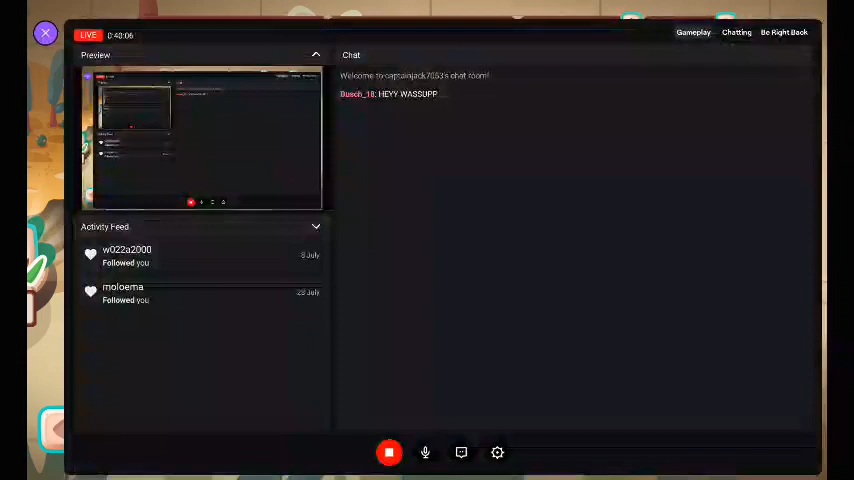 LIVE 0:40:06
Gameplay Chatting Be Right Back
Preview
Chat
Welcome to captainjack7053's chat room!
Busch_18: HEYY WASSUPP
Activity Feed
w022a2000
Followed you
8 July
moloema
Followed you
28 July